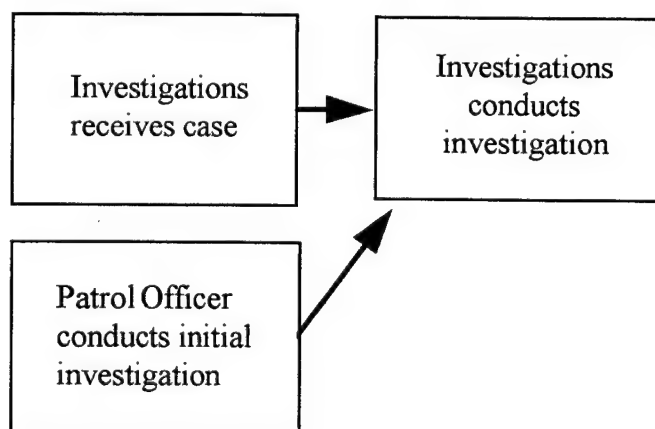 Investigations
receives case
Investigations
conducts
investigation
Patrol Officer
conducts initial
investigation